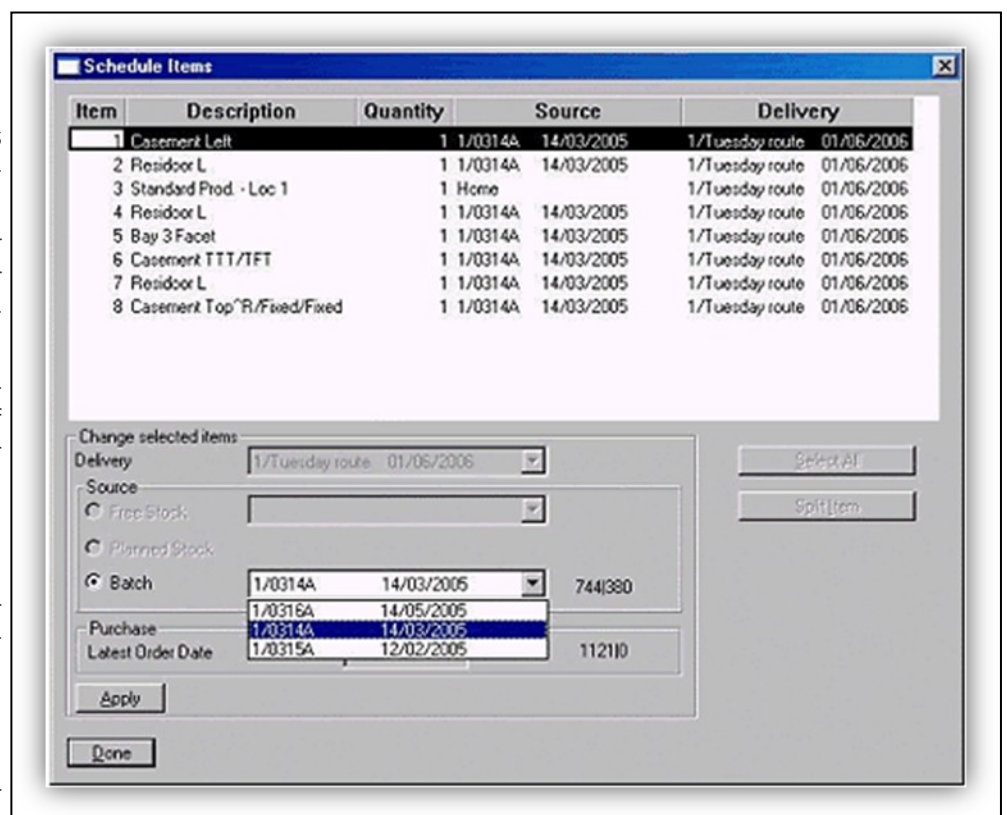 Schedule Items
Item Description Quantity Source Delivery
1 Casement Left 1 1/0314A 14/03/2005 1/Tuesday route 01/06/2006
2 Residoor L 1 1/0314A 14/03/2005 1/Tuesday route 01/06/2006
3 Standard Prod. - Loc 1 1 Home
4 Residoor L 1 1/0314A 14/03/2005 1/Tuesday route 01/06/2006
5 Bay 3 Facet 1 1/0314A 14/03/2005 1/Tuesday route 01/06/2006
6 Casement TTT/TFT 1 1/0314A 14/03/2005 1/Tuesday route 01/06/2006
7 Residoor L 1 1/0314A 14/03/2005 1/Tuesday route 01/06/2006
8 Casement Top^R/Fixed/Fixed 1 1/0314A 14/03/2005 1/Tuesday route 01/06/2006
Change selected items
Delivery 1/Tuesday route 01/06/2006 Select All
Source
Free Stock Split Item
Planned Stock
Batch 1/0314A 14/03/2005 744|380
1/0316A 14/05/2005
Purchase 1/0314A 14/03/2005
Latest Order Date 1/0315A 12/02/2005 1121|0
Apply
Done